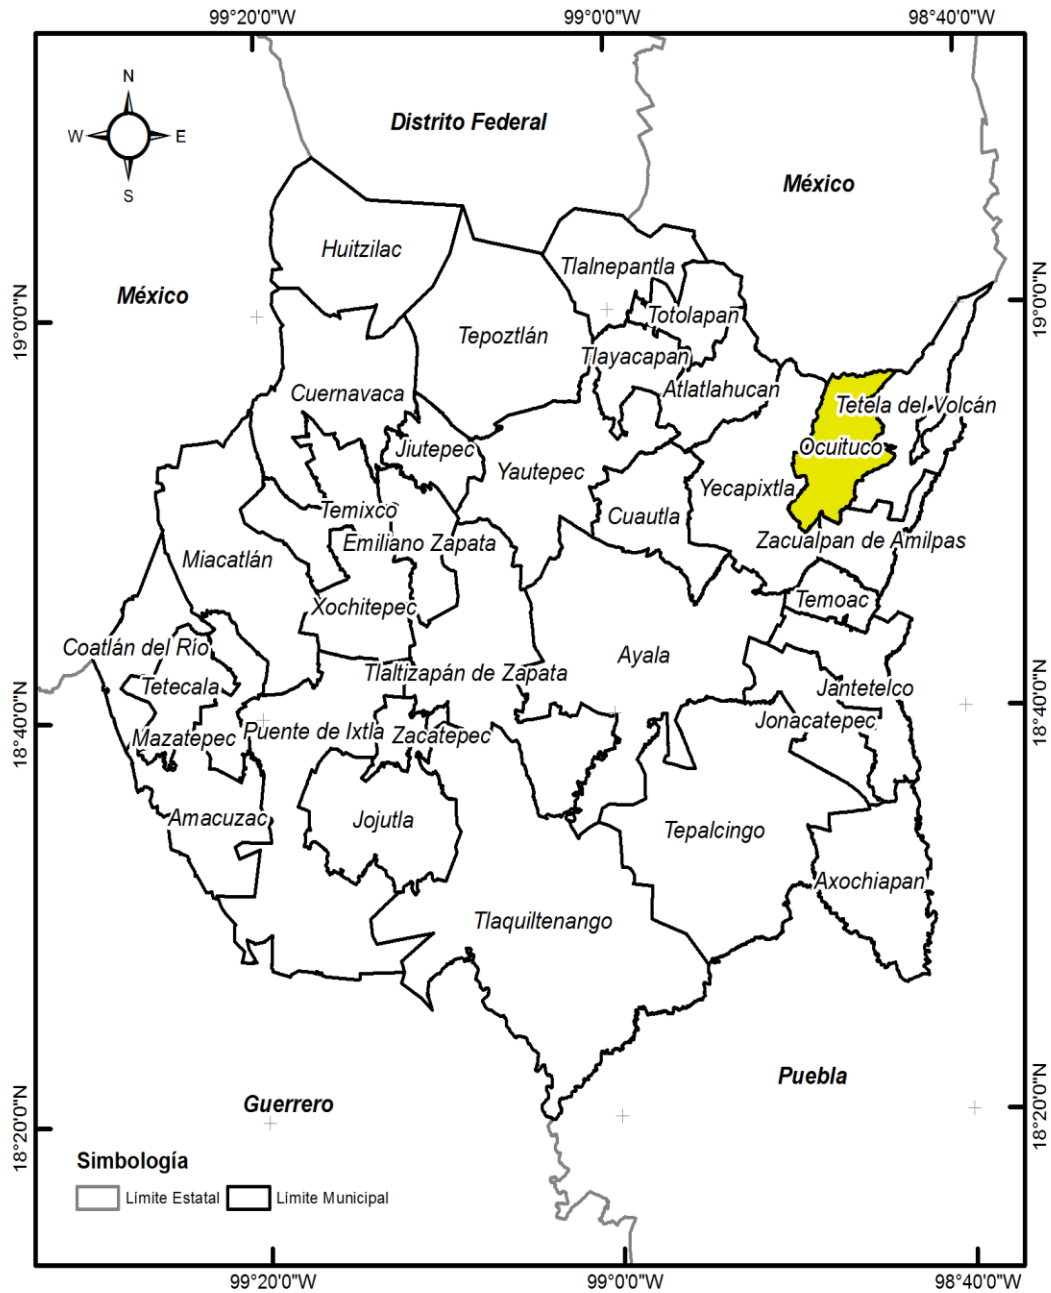 99°20'0"W
99°0'0"W
98°40'0"W
N
W
E
S
Distrito Federal
México
México
Huitzilac
Tlalnepantla
19°0'0"N
19°0'0"N
Totolapan
Tepoztlán
Tlayacapan
Atlatlahucan
Cuernavaca
Tetela del Volcán
Jiutepec
Ocuituco
Yautepec
Yecapixtla
Temixco
Cuautla
Emiliano Zapata
Zacualpan de Amilpas
Miacatlán
Xochitepec
Temoac
Coatlán del Río
Ayala
Tlaltizapán de Zapata
Tetecala
Jantetelco
Jonacatepec
18°40'0"N
18°40'0"N
Mazatepec
Puente de Ixtla
Zacatepec
Amacuzac
Jojutla
Tepalcingo
Axochiapan
Tlaquiltenango
Puebla
Guerrero
18°20'0"N
18°20'0"N
Simbología
Límite Estatal
Límite Municipal
99°20'0"W
99°0'0"W
98°40'0"W